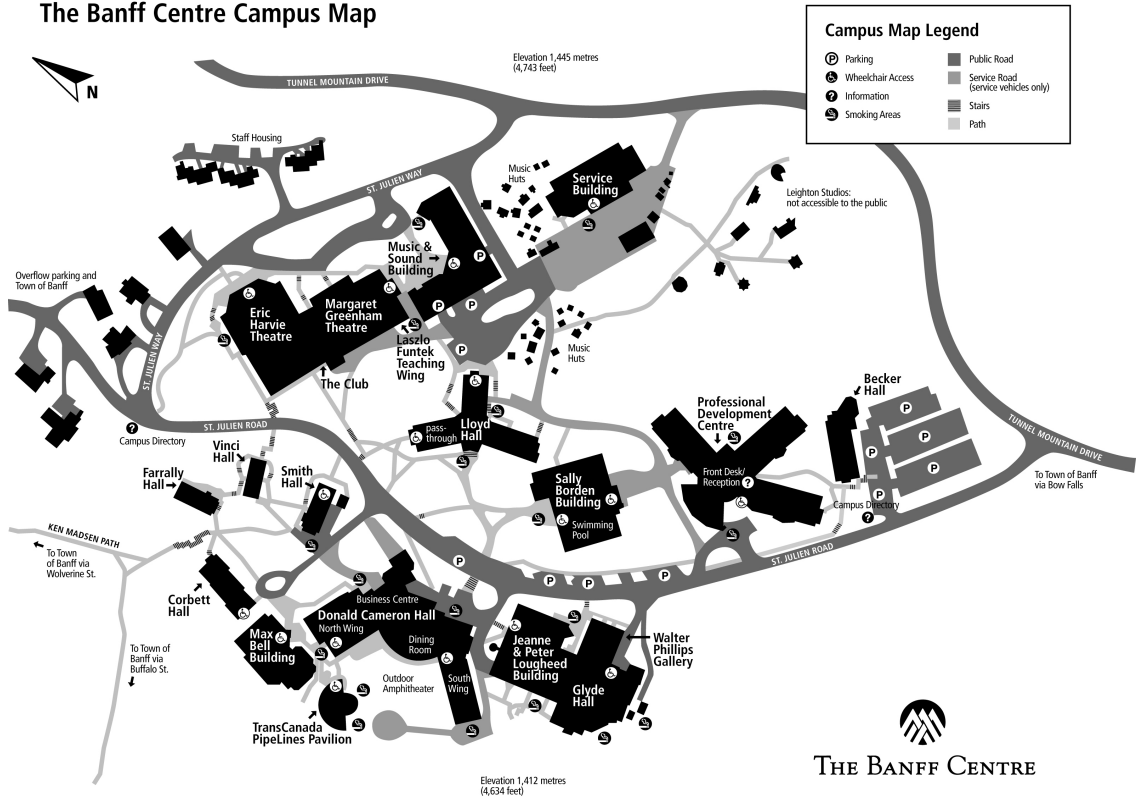 The Banff Centre Campus Map
Campus Map Legend
P Parking
Wheelchair Access
? Information
Smoking Areas
Public Road
Service Road
(service vehicles only)
Stairs
Path
N
Elevation 1,445 metres
(4,743 feet)
TUNNEL MOUNTAIN DRIVE
Staff Housing
ST. JULIEN WAY
Music
Huts
Service
Building
Leighton Studios:
not accessible to the public
Music &
Sound
Building
P
P
P
P
Overflow parking and
Town of Banff
Eric
Harvie
Theatre
Margaret
Greenham
Theatre
Laszlo
Funtek
Teaching
Wing
The Club
Music
Huts
ST. JULIEN WAY
?
Campus Directory
ST. JULIEN ROAD
pass-
through
Lloyd
Hall
Becker
Hall
P
P
P
P
P
Professional
Development
Centre
Front Desk/
Reception ?
Campus Directory
?
TUNNEL MOUNTAIN DRIVE
To Town of Banff
via Bow Falls
Vinci
Hall
Farrally
Hall
Smith
Hall
Sally
Borden
Building
Swimming
Pool
KEN MADSEN PATH
To Town
of Banff via
Wolverine St.
ST. JULIEN ROAD
P
P
P
P
Corbett
Hall
Business Centre
Donald Cameron Hall
North Wing
Dining
Room
South
Wing
Max
Bell
Building
To Town of
Banff via
Buffalo St.
Outdoor
Amphitheater
TransCanada
PipeLines Pavilion
Jeanne
& Peter
Lougheed
Building
Glyde
Hall
Walter
Phillips
Gallery
Elevation 1,412 metres
(4,634 feet)
THE BANFF CENTRE